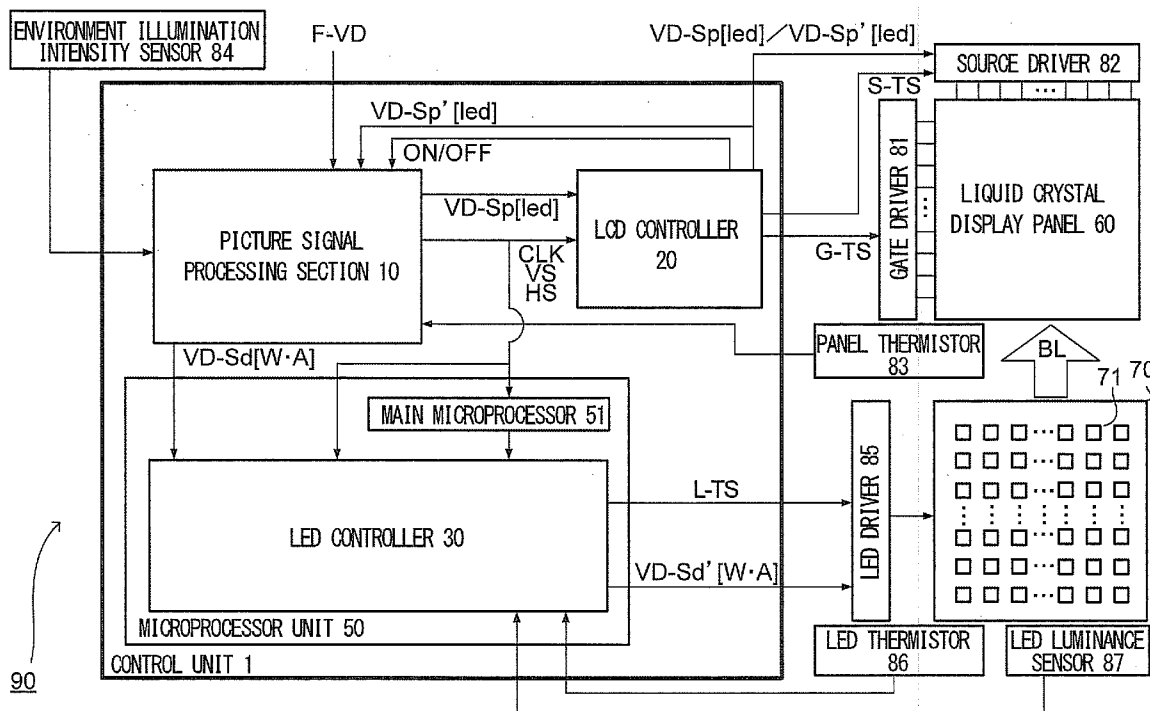 ENVIRONMENT ILLUMINATION
INTENSITY SENSOR 84
F-VD
VD-Sp[led]／VD-Sp'[led]
SOURCE DRIVER 82
S-TS
VD-Sp'[led]
ON/OFF
VD-Sp[led]
PICTURE SIGNAL
PROCESSING SECTION 10
LCD CONTROLLER
20
CLK
VS
HS
G-TS
GATE DRIVER 81
LIQUID CRYSTAL
DISPLAY PANEL 60
VD-Sd[W·A]
PANEL THERMISTOR
83
BL
71
70
MAIN MICROPROCESSOR 51
LED CONTROLLER 30
L-TS
VD-Sd'[W·A]
LED DRIVER 85
MICROPROCESSOR UNIT 50
CONTROL UNIT 1
LED THERMISTOR
86
LED LUMINANCE
SENSOR 87
90